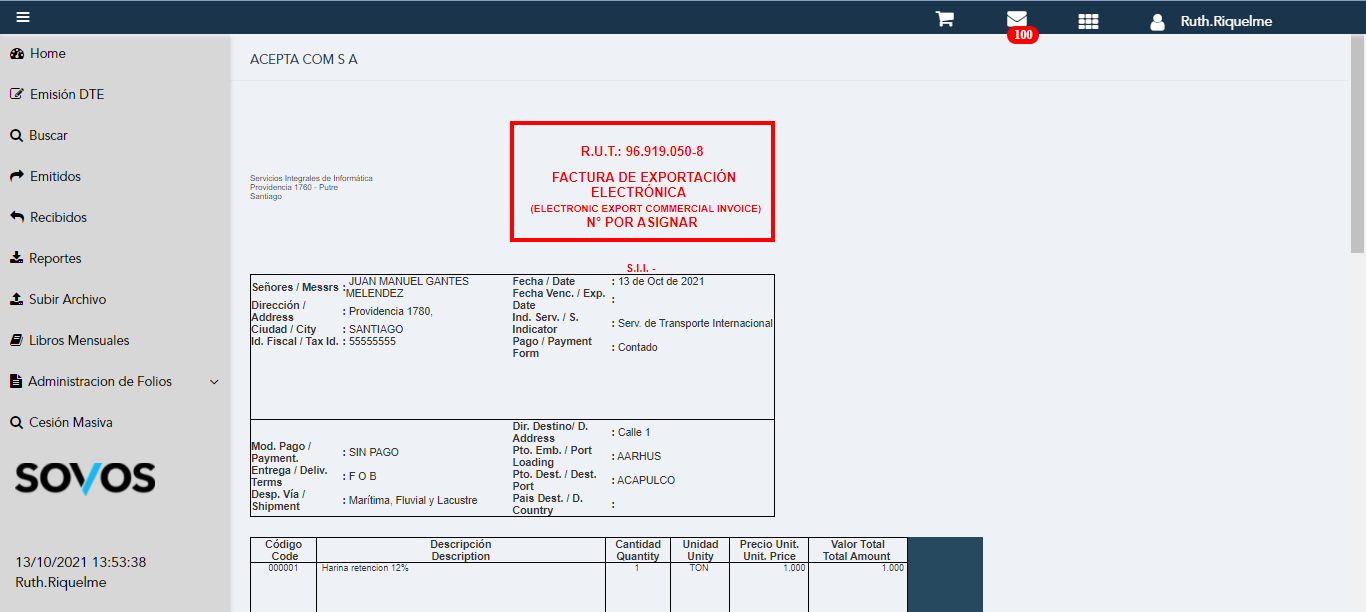 Ruth.Riquelme
100
Home
Emisión DTE
Buscar
Emitidos
Recibidos
Reportes
Subir Archivo
Libros Mensuales
Administracion de Folios
Cesión Masiva
SOVOS
13/10/2021 13:53:38
Ruth.Riquelme
ACEPTA COM S A
Servicios Integrales de Informática
Providencia 1760 - Putre
Santiago
R.U.T.: 96.919.050-8
FACTURA DE EXPORTACIÓN
ELECTRÓNICA
(ELECTRONIC EXPORT COMMERCIAL INVOICE)
N° POR ASIGNAR
S.I.I. -
Señores / Messrs : JUAN MANUEL GANTES
MELENDEZ
Dirección /
Address : Providencia 1780,
Ciudad / City : SANTIAGO
Id. Fiscal / Tax Id. : 55555555
Fecha / Date : 13 de Oct de 2021
Fecha Venc. / Exp.
Date :
Ind. Serv. / S.
Indicator : Serv. de Transporte Internacional
Pago / Payment
Form : Contado
Mod. Pago /
Payment. : SIN PAGO
Entrega / Deliv.
Terms : F O B
Desp. Vía /
Shipment : Marítima, Fluvial y Lacustre
Dir. Destino/ D.
Address : Calle 1
Pto. Emb. / Port
Loading : AARHUS
Pto. Dest. / Dest.
Port : ACAPULCO
Pais Dest. / D.
Country :
Código Descripción Cantidad Unidad Precio Unit. Valor Total
Code Description Quantity Unity Unit. Price Total Amount
000001 Harina retencion 12% 1 TON 1.000 1.000